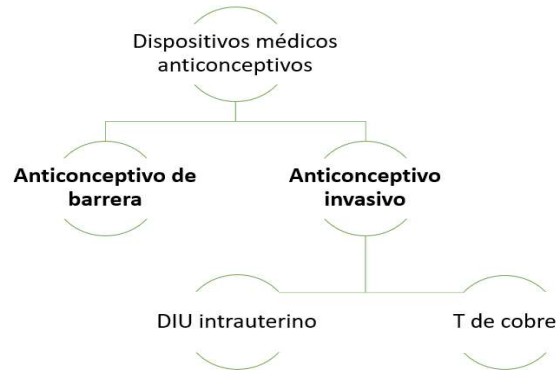 Dispositivos médicos
anticonceptivos
Anticonceptivo de
barrera
Anticonceptivo
invasivo
DIU intrauterino
T de cobre